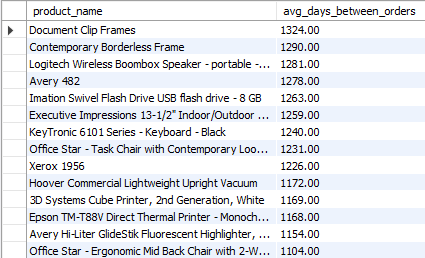 product_name avg_days_between_orders
Document Clip Frames 1324.00
Contemporary Borderless Frame 1290.00
Logitech Wireless Boombox Speaker - portable -... 1281.00
Avery 482 1278.00
Imation Swivel Flash Drive USB flash drive - 8 GB 1263.00
Executive Impressions 13-1/2" Indoor/Outdoor ... 1259.00
KeyTronic 6101 Series - Keyboard - Black 1240.00
Office Star - Task Chair with Contemporary Loo... 1231.00
Xerox 1956 1226.00
Hoover Commercial Lightweight Upright Vacuum 1172.00
3D Systems Cube Printer, 2nd Generation, White 1169.00
Epson TM-T88V Direct Thermal Printer - Monoch... 1168.00
Avery Hi-Liter GlideStik Fluorescent Highlighter, ... 1154.00
Office Star - Ergonomic Mid Back Chair with 2-W... 1104.00